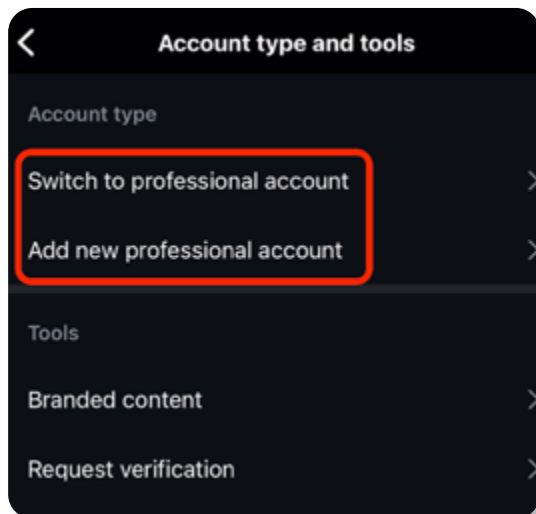 Account type and tools
Account type
Switch to professional account
Add new professional account
Tools
Branded content
Request verification